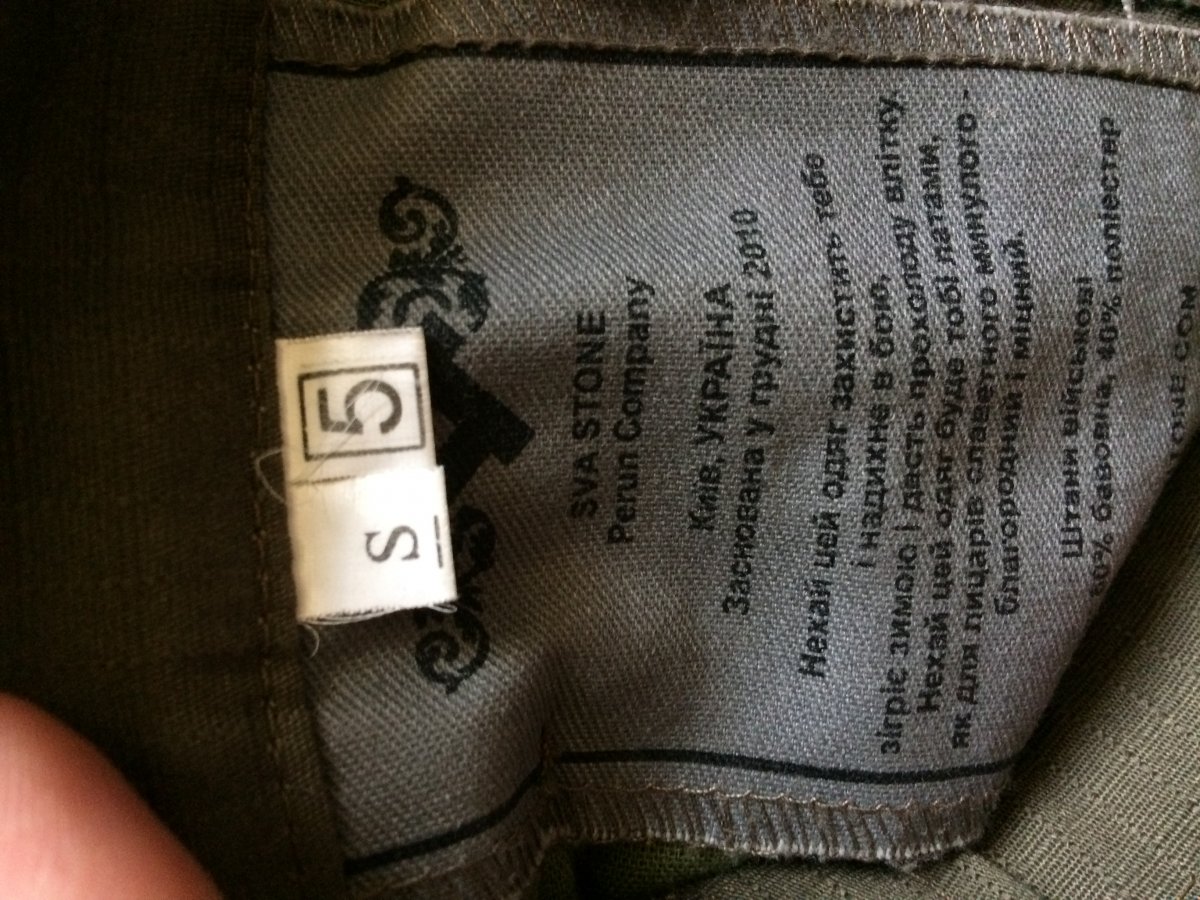 5
S
SVA STONE
Perun Company
Київ, УКРАЇНА
Заснована у грудні 2010
Нехай цей одяг захистить тебе
і надихне в бою,
зігріє зимою і дасть прохолоду влітку.
Нехай цей одяг буде тобі латами,
як для лицарів славетного минулого -
благородний і міцний.
Штани військові
60% бавовна, 40% поліестер